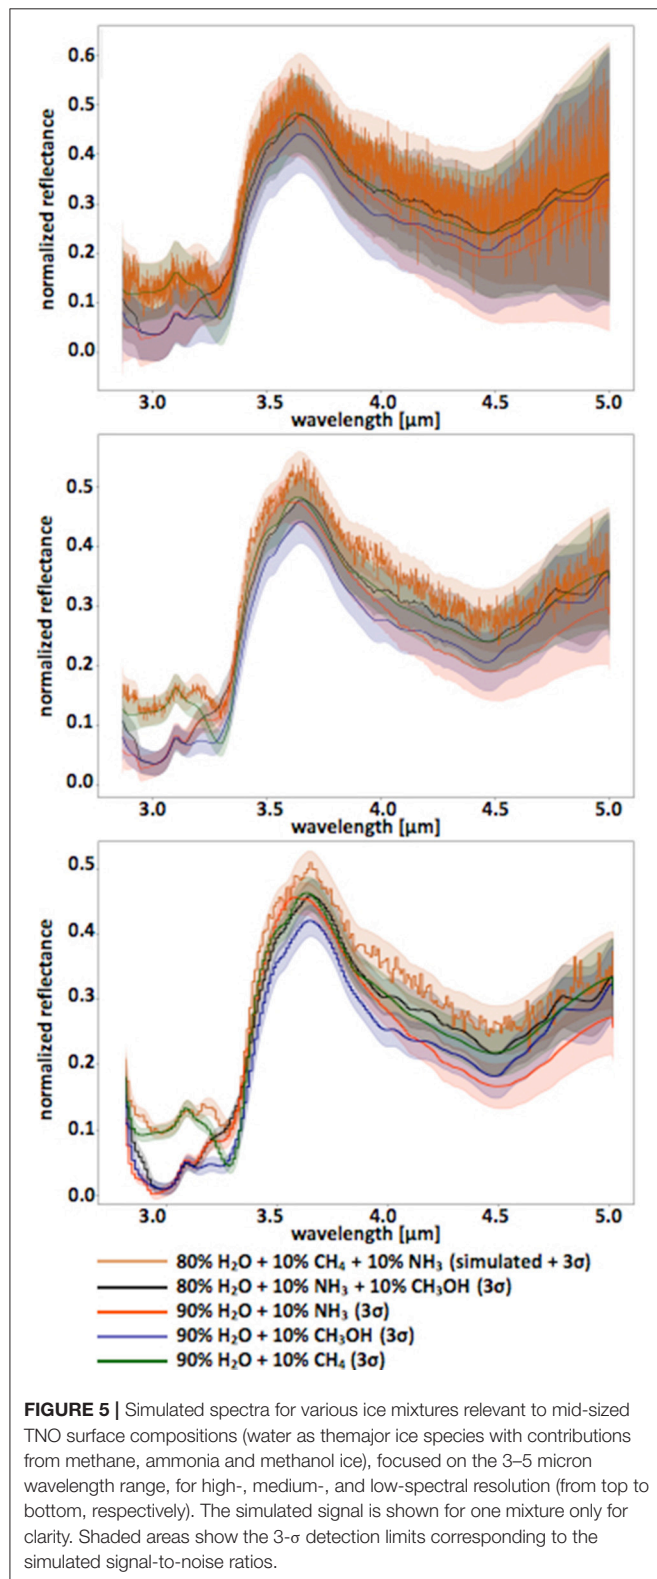 0.6
0.5
0.4
0.3
0.2
0.1
0.0
normalized reflectance
3.0 3.5 4.0 4.5 5.0
wavelength [μm]
0.5
0.4
0.3
0.2
0.1
0.0
normalized reflectance
3.0 3.5 4.0 4.5 5.0
wavelength [μm]
0.5
0.4
0.3
0.2
0.1
0.0
normalized reflectance
3.0 3.5 4.0 4.5 5.0
wavelength [μm]
80% H₂O + 10% CH₄ + 10% NH₃ (simulated + 3σ)
80% H₂O + 10% NH₃ + 10% CH₃OH (3σ)
90% H₂O + 10% NH₃ (3σ)
90% H₂O + 10% CH₃OH (3σ)
90% H₂O + 10% CH₄ (3σ)
FIGURE 5 | Simulated spectra for various ice mixtures relevant to mid-sized
TNO surface compositions (water as themajor ice species with contributions
from methane, ammonia and methanol ice), focused on the 3–5 micron
wavelength range, for high-, medium-, and low-spectral resolution (from top to
bottom, respectively). The simulated signal is shown for one mixture only for
clarity. Shaded areas show the 3-σ detection limits corresponding to the
simulated signal-to-noise ratios.